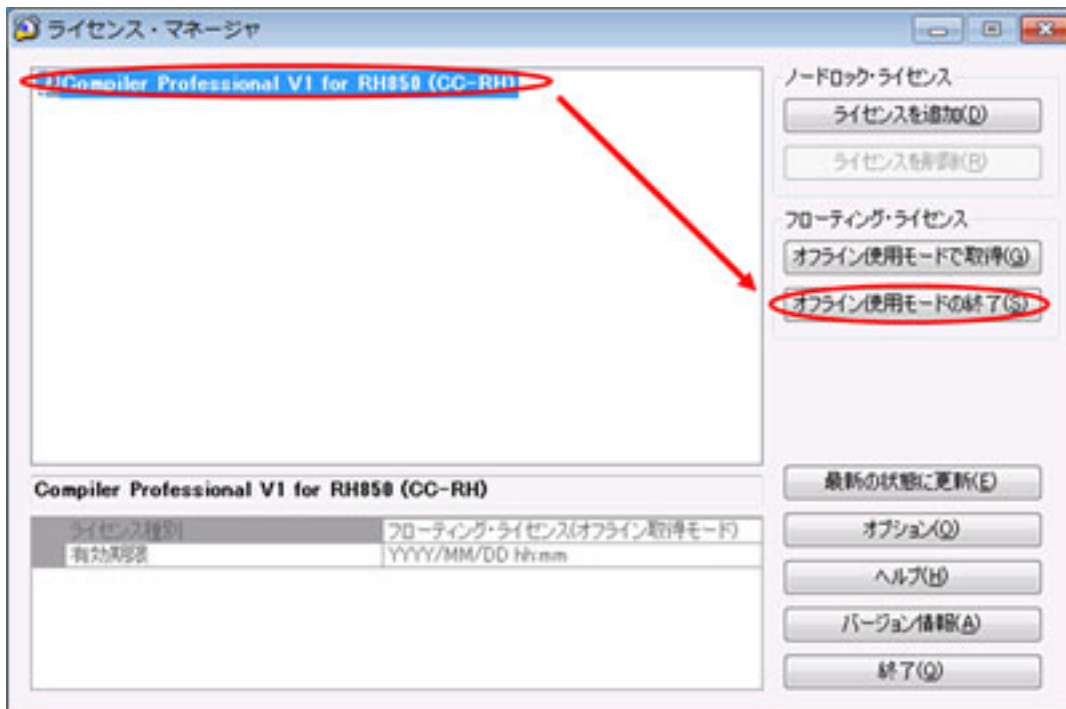 ライセンス・マネージャ
Compiler Professional V1 for RH850 (CC-RH)
ノードロック・ライセンス
ライセンスを追加(D)
ライセンスを削除(R)
フローティング・ライセンス
オフライン使用モードで取得(G)
オフライン使用モードの終了(S)
Compiler Professional V1 for RH850 (CC-RH)
ライセンス種別 フローティング・ライセンス(オフライン取得モード)
有効期限 YYYY/MM/DD hh:mm
最新の状態に更新(E)
オプション(O)
ヘルプ(H)
バージョン情報(A)
終了(Q)